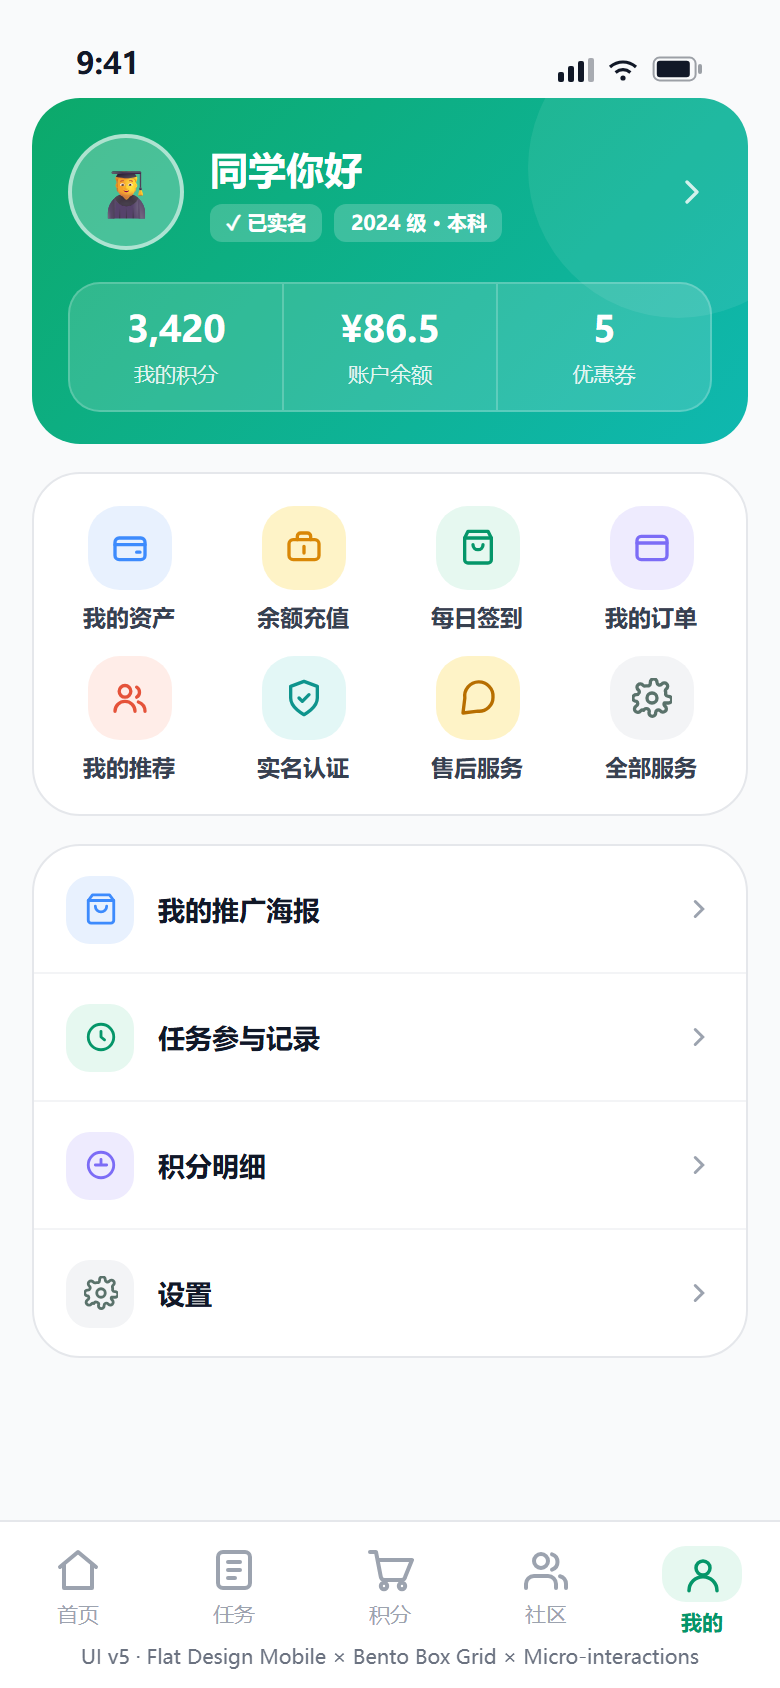 9:41
同学你好
✓ 已实名
2024 级 • 本科
3,420
¥86.5
5
我的积分
账户余额
优惠券
我的资产
余额充值
每日签到
我的订单
我的推荐
实名认证
售后服务
全部服务
我的推广海报
任务参与记录
积分明细
设置
首页
任务
积分
社区
我的
UI v5 · Flat Design Mobile × Bento Box Grid × Micro-interactions